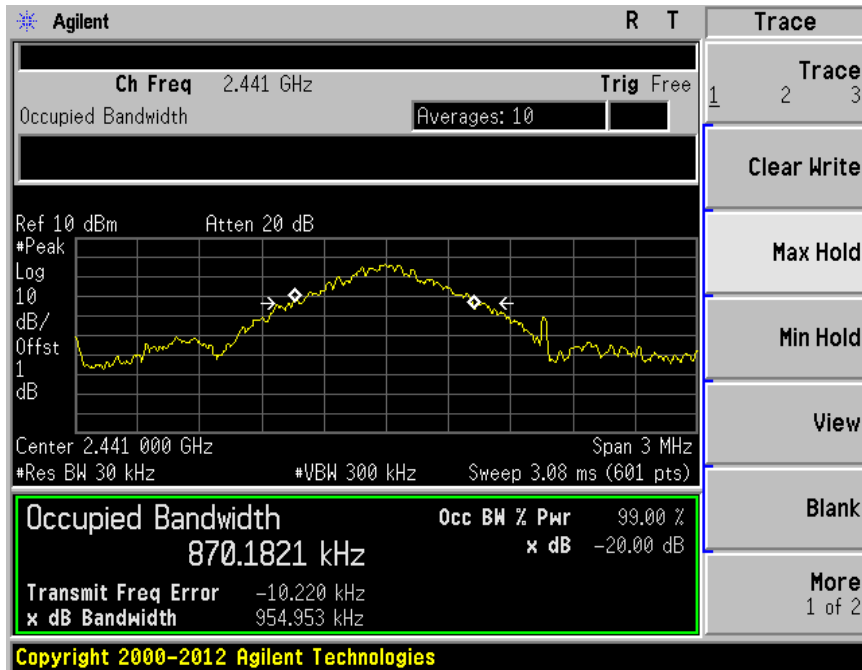 Agilent R T Trace
Ch Freq 2.441 GHz Trig Free
Occupied Bandwidth Averages: 10
Trace
1 2 3
Clear Write
Max Hold
Min Hold
View
Blank
More
1 of 2
Ref 10 dBm Atten 20 dB
#Peak
Log
10
dB/
Offst
1
dB
Center 2.441 000 GHz Span 3 MHz
#Res BW 30 kHz #VBW 300 kHz Sweep 3.08 ms (601 pts)
Occupied Bandwidth Occ BW % Pwr 99.00 %
870.1821 kHz x dB -20.00 dB
Transmit Freq Error -10.220 kHz
x dB Bandwidth 954.953 kHz
Copyright 2000-2012 Agilent Technologies